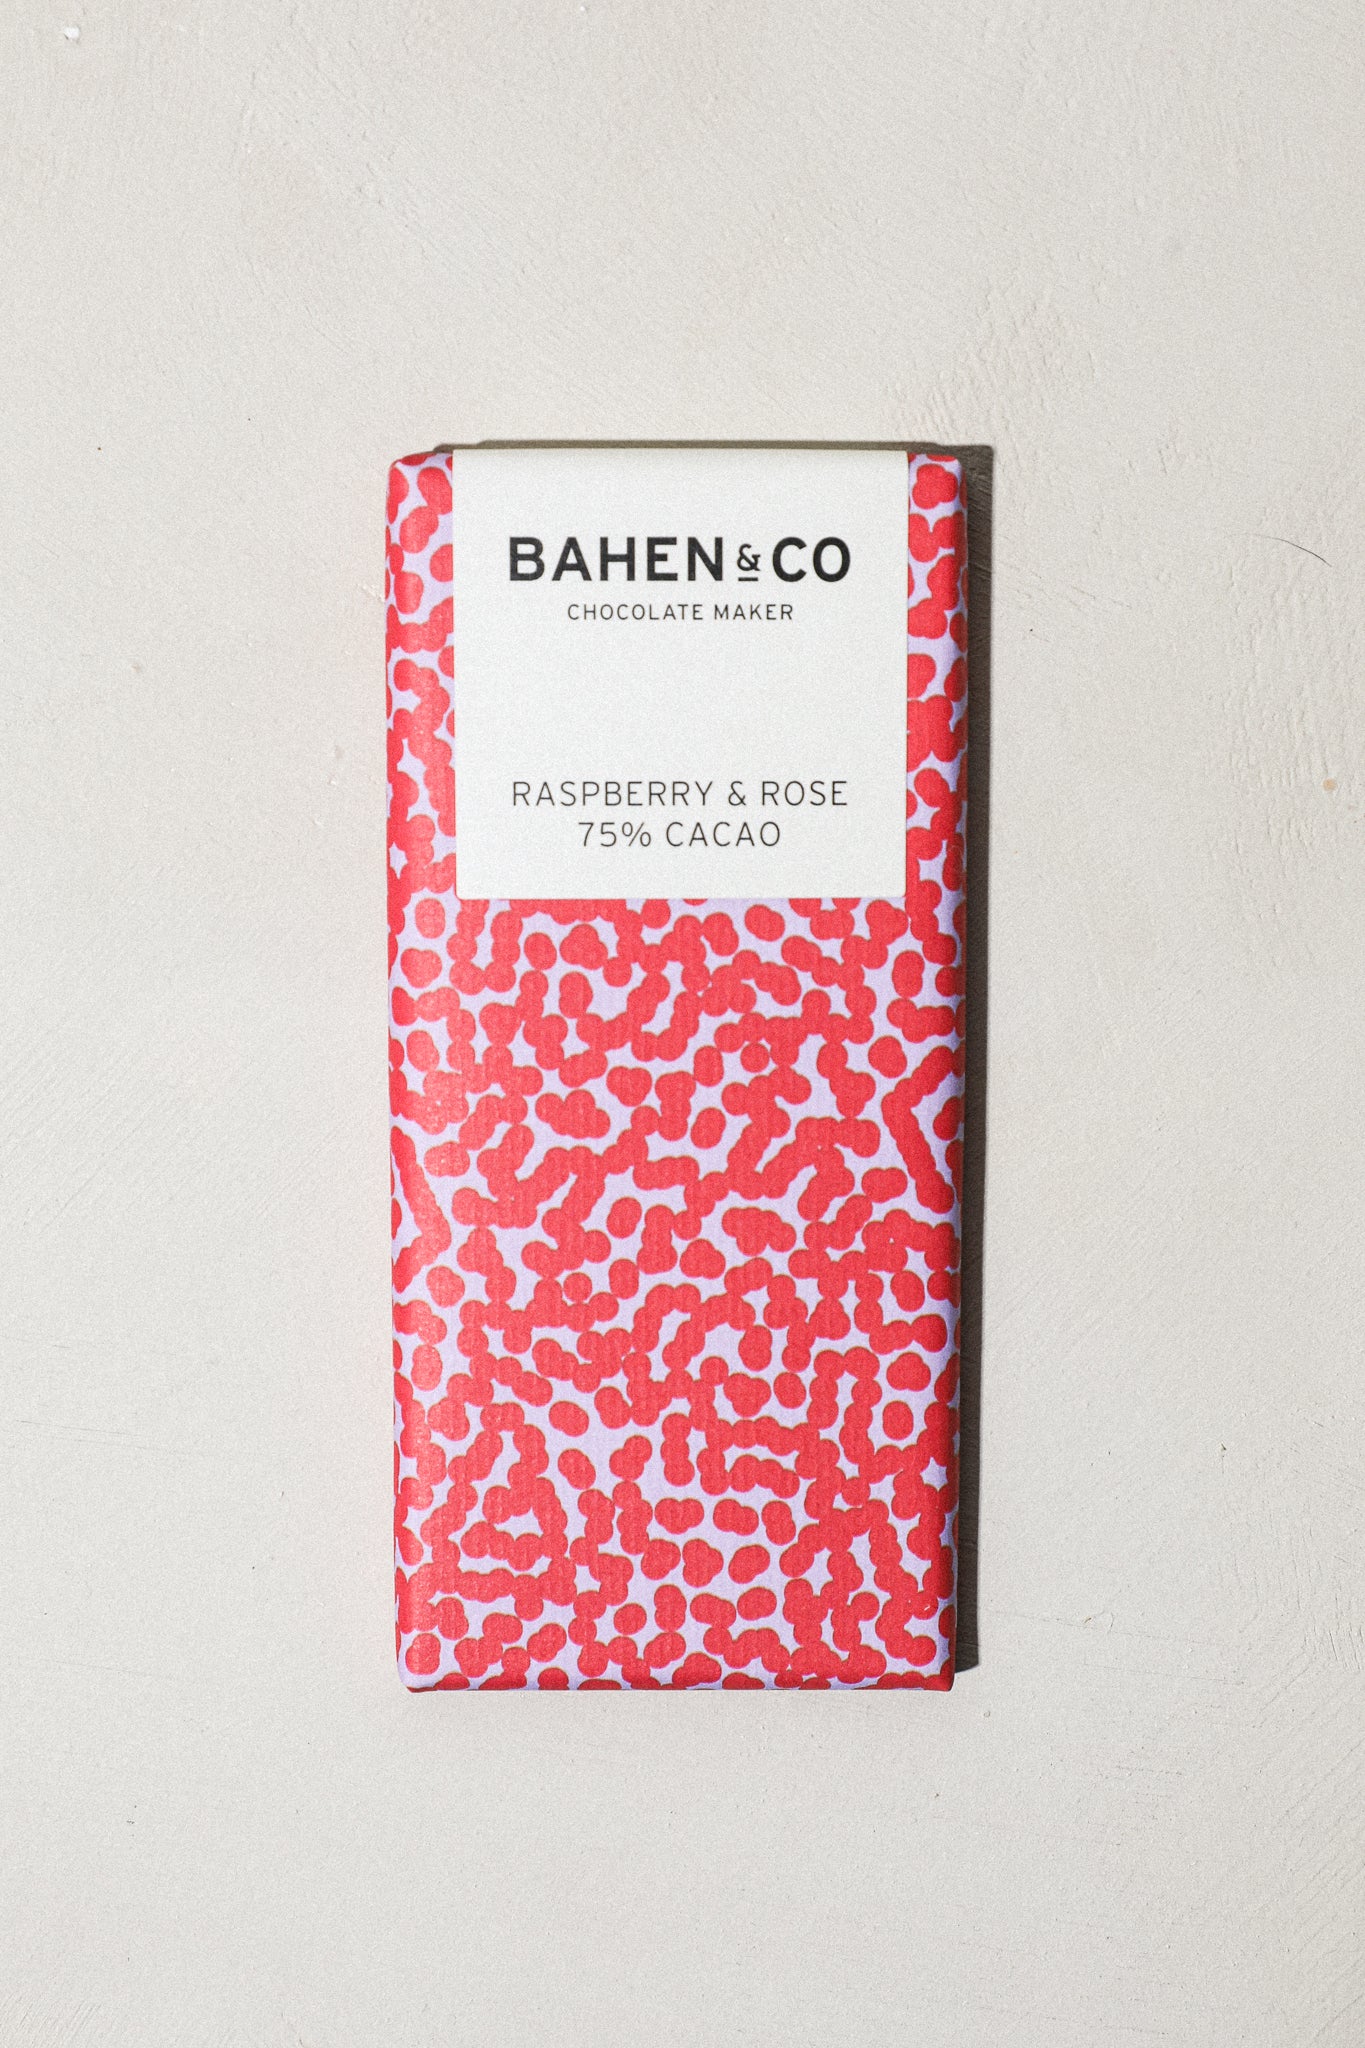 BAHEN & CO
CHOCOLATE MAKER
RASPBERRY & ROSE
75% CACAO